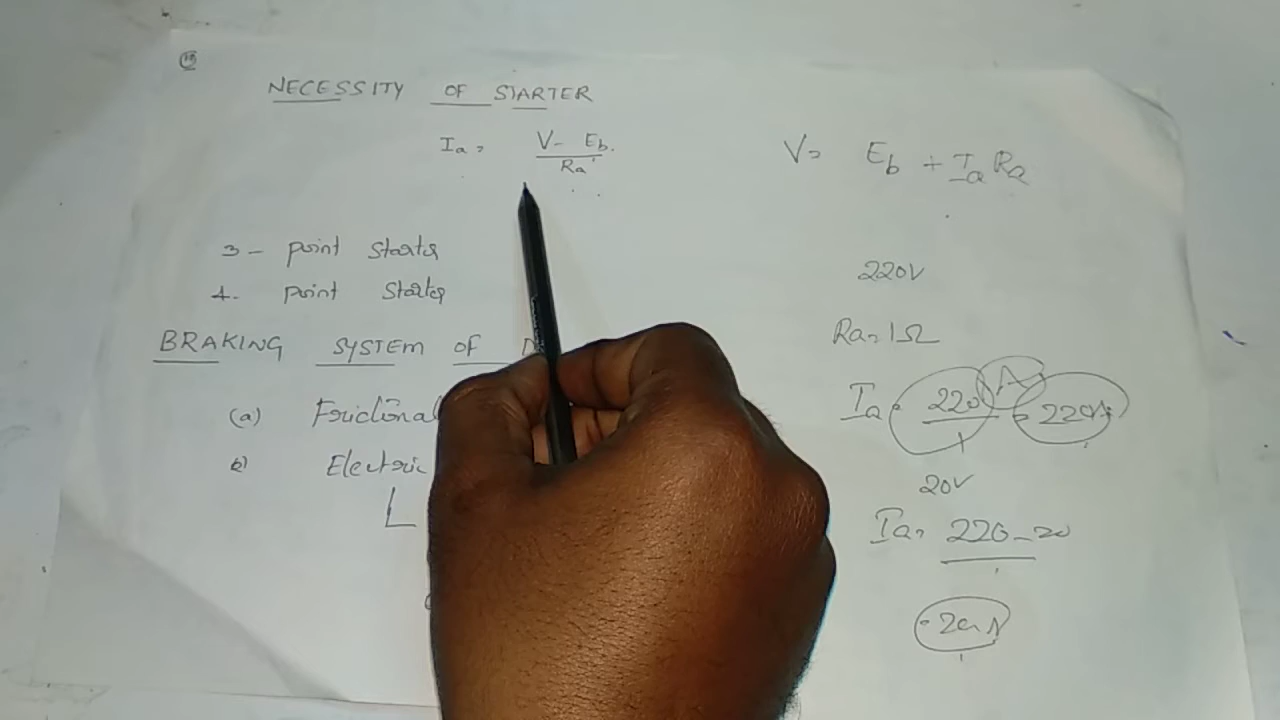 NECESSITY OF STARTER
Ia = V - Eb / Ra
3 - point starter
4. point starter
BRAKING SYSTEM OF
(a) Frictional
Electric
V = Eb + Ia Ra
220V
Ra = 1Ω
Ia = 220 / 1 = 220A
20V
Ia = 220 - 20